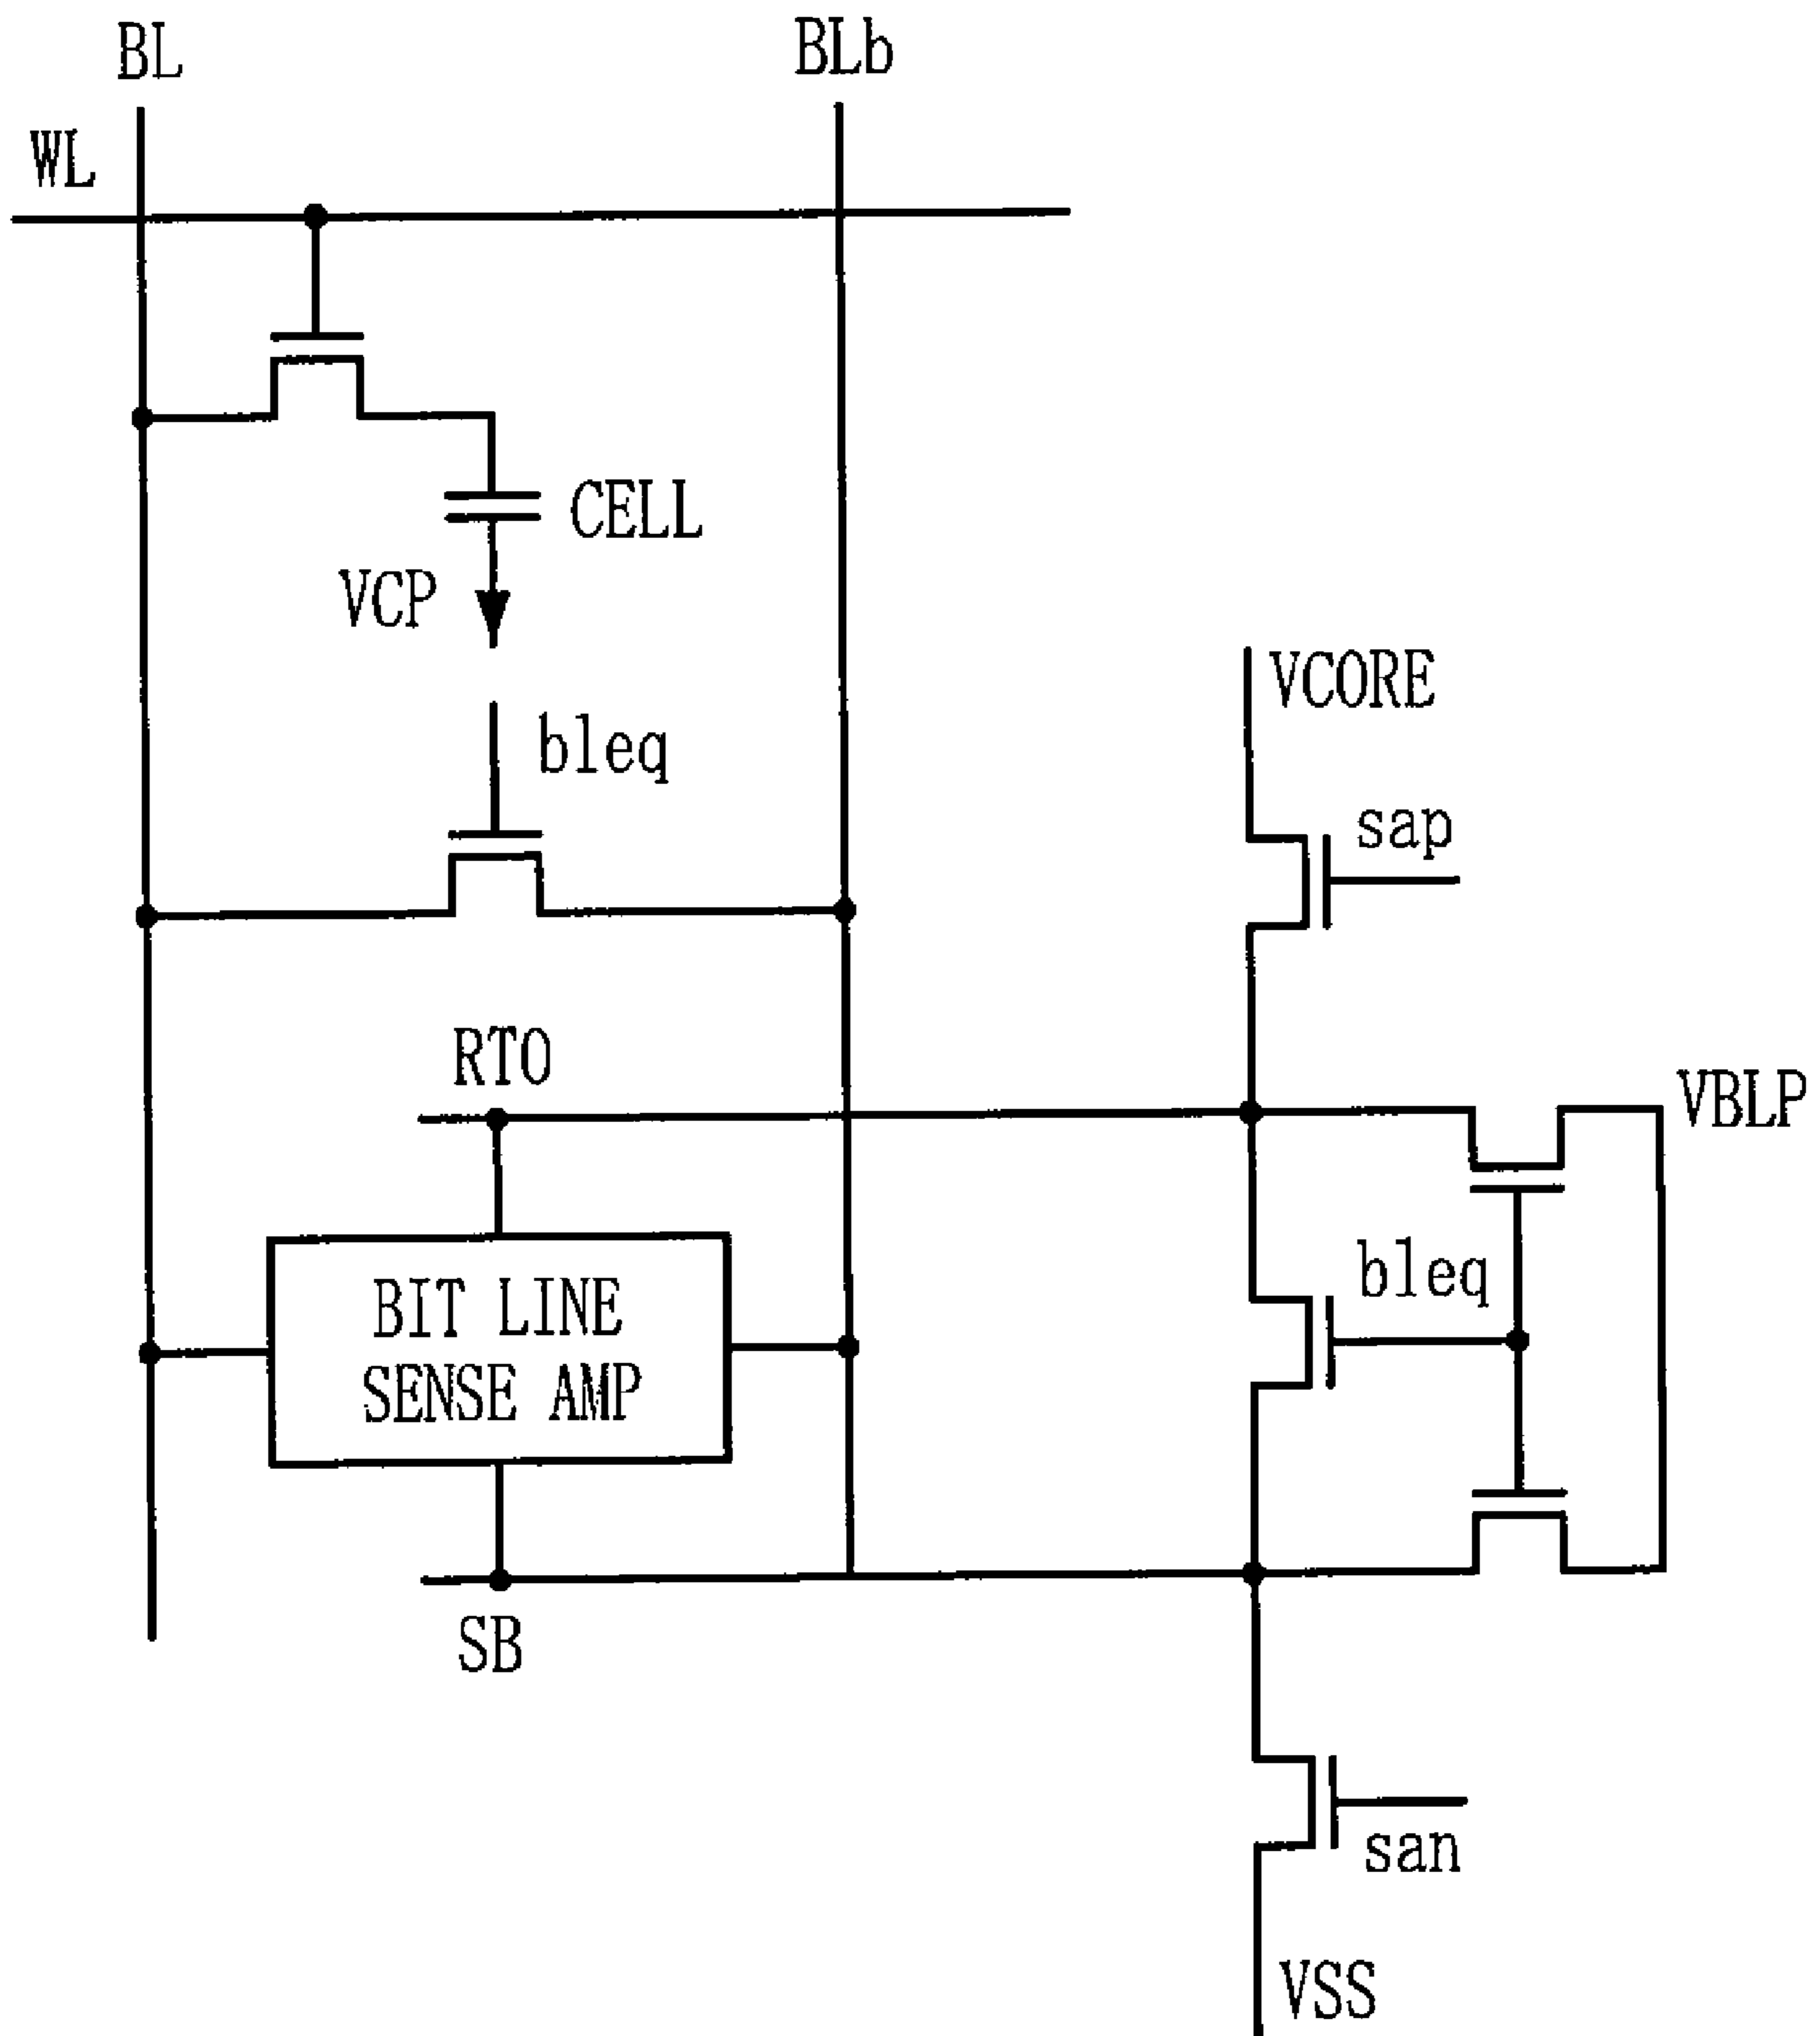 BL
BLb
WL
CELL
VCP
VCORE
bleq
sap
RTO
VBLP
bleq
BIT LINE
SENSE AMP
SB
san
VSS